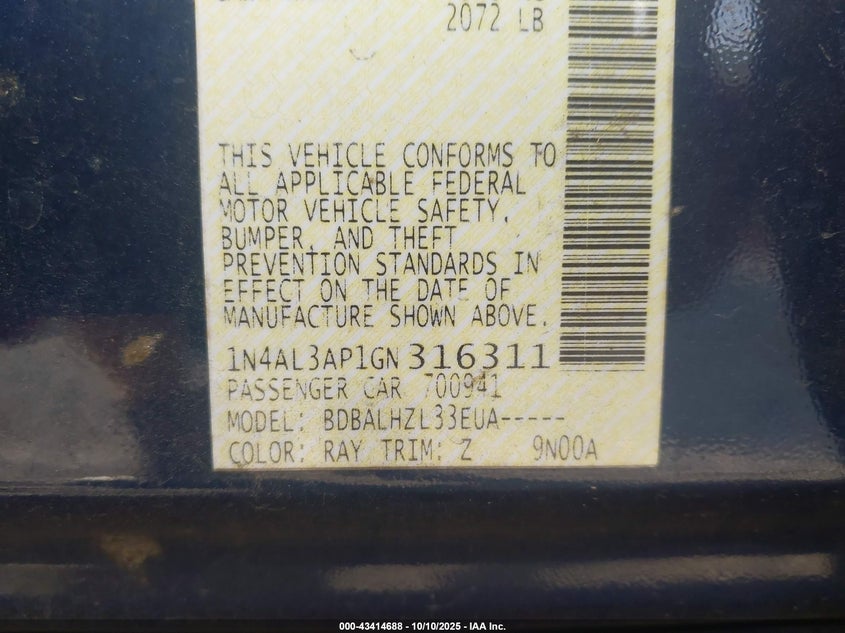 2072 LB
THIS VEHICLE CONFORMS TO
ALL APPLICABLE FEDERAL
MOTOR VEHICLE SAFETY,
BUMPER, AND THEFT
PREVENTION STANDARDS IN
EFFECT ON THE DATE OF
MANUFACTURE SHOWN ABOVE.
1N4AL3AP1GN316311
PASSENGER CAR 700941
MODEL: BDBALHZL33EUA-----
COLOR: RAY TRIM: Z 9N00A
000-43414688 - 10/10/2025 - IAA Inc.